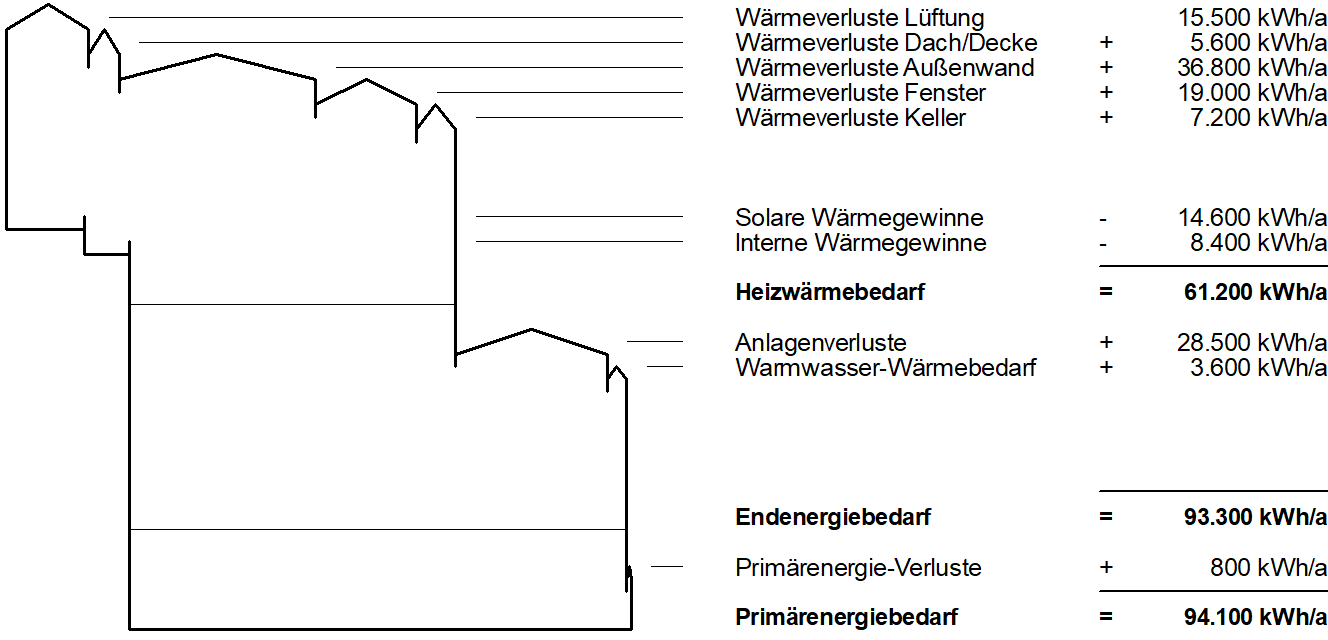 Wärmeverluste Lüftung 15.500 kWh/a
Wärmeverluste Dach/Decke + 5.600 kWh/a
Wärmeverluste Außenwand + 36.800 kWh/a
Wärmeverluste Fenster + 19.000 kWh/a
Wärmeverluste Keller + 7.200 kWh/a
Solare Wärmegewinne - 14.600 kWh/a
Interne Wärmegewinne - 8.400 kWh/a
Heizwärmebedarf = 61.200 kWh/a
Anlagenverluste + 28.500 kWh/a
Warmwasser-Wärmebedarf + 3.600 kWh/a
Endenergiebedarf = 93.300 kWh/a
Primärenergie-Verluste + 800 kWh/a
Primärenergiebedarf = 94.100 kWh/a